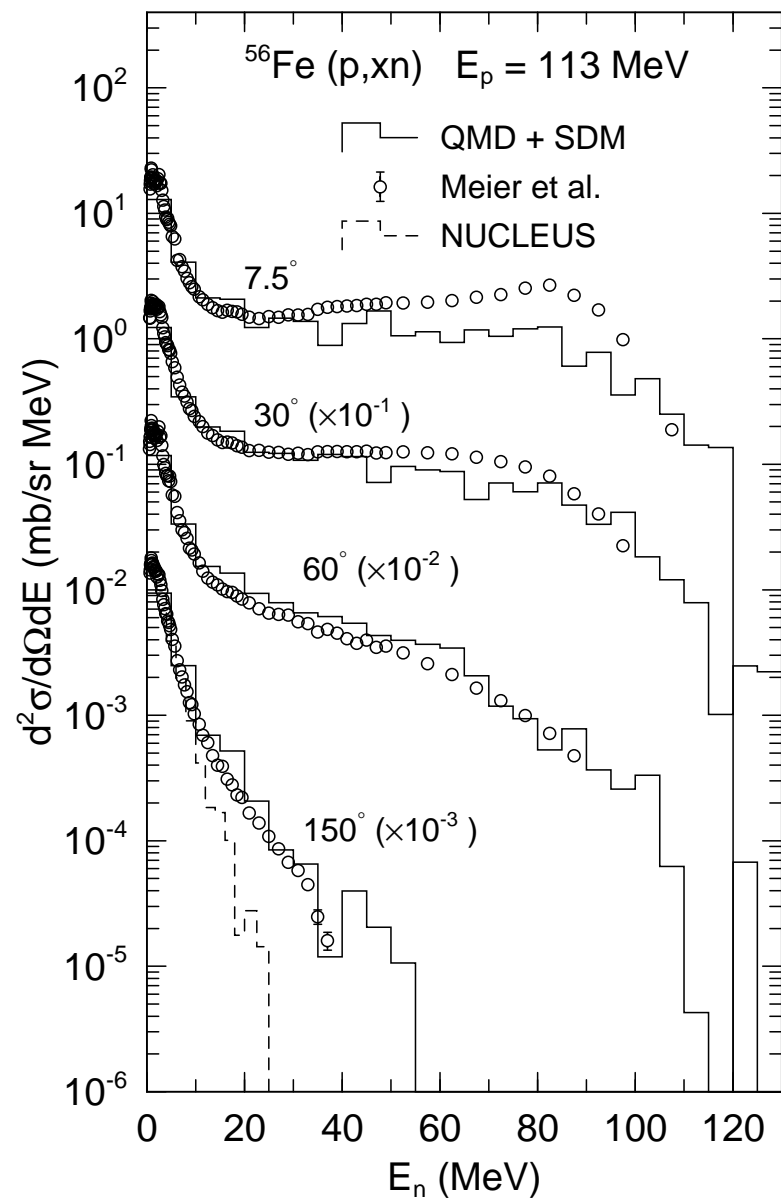 ⁵⁶Fe (p,xn) Eₚ = 113 MeV
QMD + SDM
Meier et al.
NUCLEUS
7.5°
30° (×10⁻¹)
60° (×10⁻²)
150° (×10⁻³)
10²
10¹
10⁰
10⁻¹
10⁻²
10⁻³
10⁻⁴
10⁻⁵
10⁻⁶
d²σ/dΩdE (mb/sr MeV)
0 20 40 60 80 100 120
Eₙ (MeV)